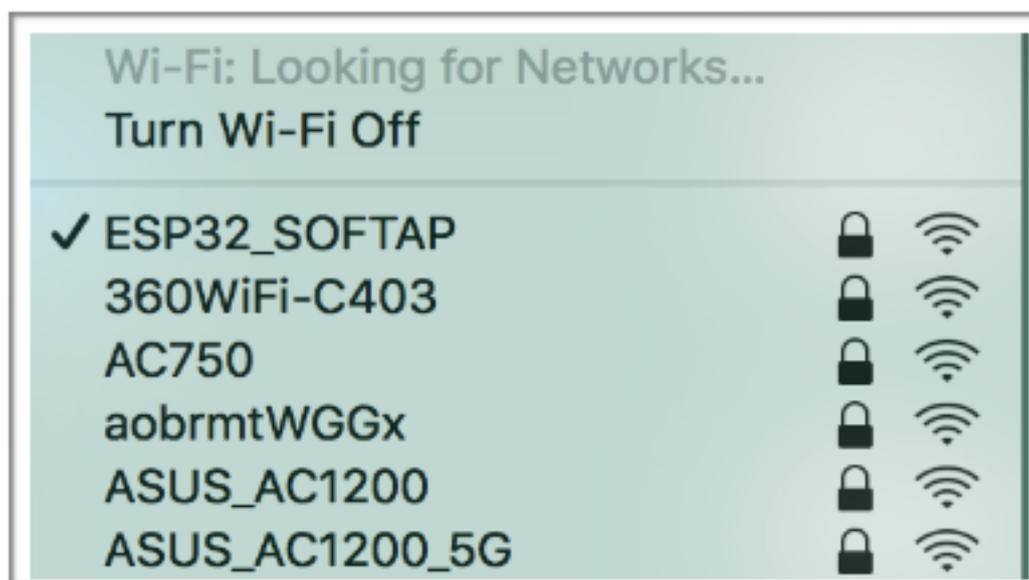 Wi-Fi: Looking for Networks...
Turn Wi-Fi Off
ESP32_SOFTAP
360WiFi-C403
AC750
aobrmtWGGx
ASUS_AC1200
ASUS_AC1200_5G